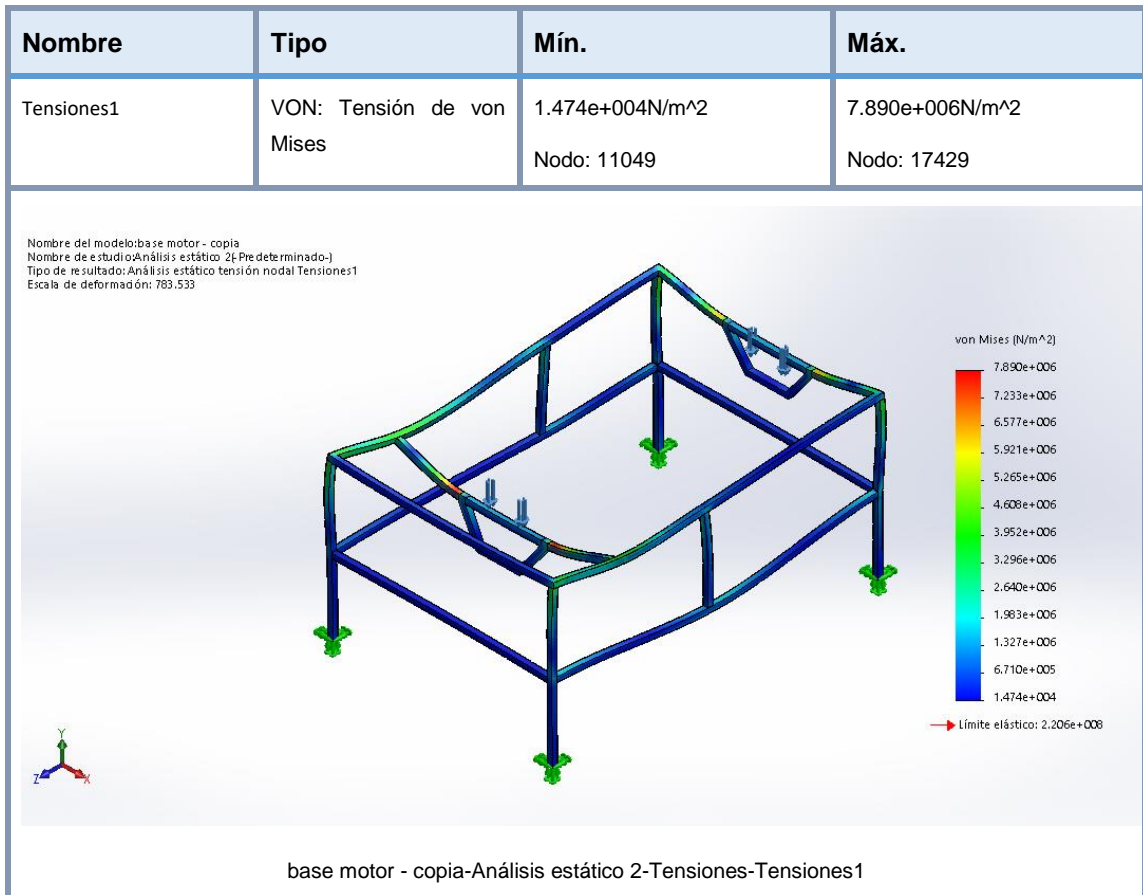 Nombre Tipo Mín. Máx.
Tensiones1 VON: Tensión de von Mises 1.474e+004N/m^2 7.890e+006N/m^2
Nodo: 11049 Nodo: 17429
Nombre del modelo:base motor - copia
Nombre de estudio:Análisis estático 2(-Predeterminado-)
Tipo de resultado: Análisis estático tensión nodal Tensiones1
Escala de deformación: 783.533
von Mises (N/m^2)
7.890e+006
7.233e+006
6.577e+006
5.921e+006
5.265e+006
4.608e+006
3.952e+006
3.296e+006
2.640e+006
1.983e+006
1.327e+006
6.710e+005
1.474e+004
Límite elástico: 2.206e+008
Y
Z
X
base motor - copia-Análisis estático 2-Tensiones-Tensiones1